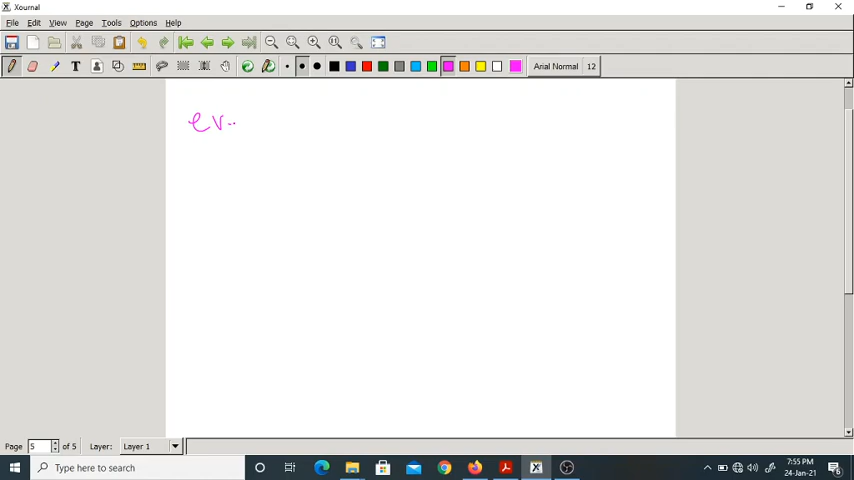 Xournal
File Edit View Page Tools Options Help
T Arial Normal 12
ev..
Page 5 of 5 Layer: Layer 1
Type here to search
7:55 PM
24-Jan-21
6